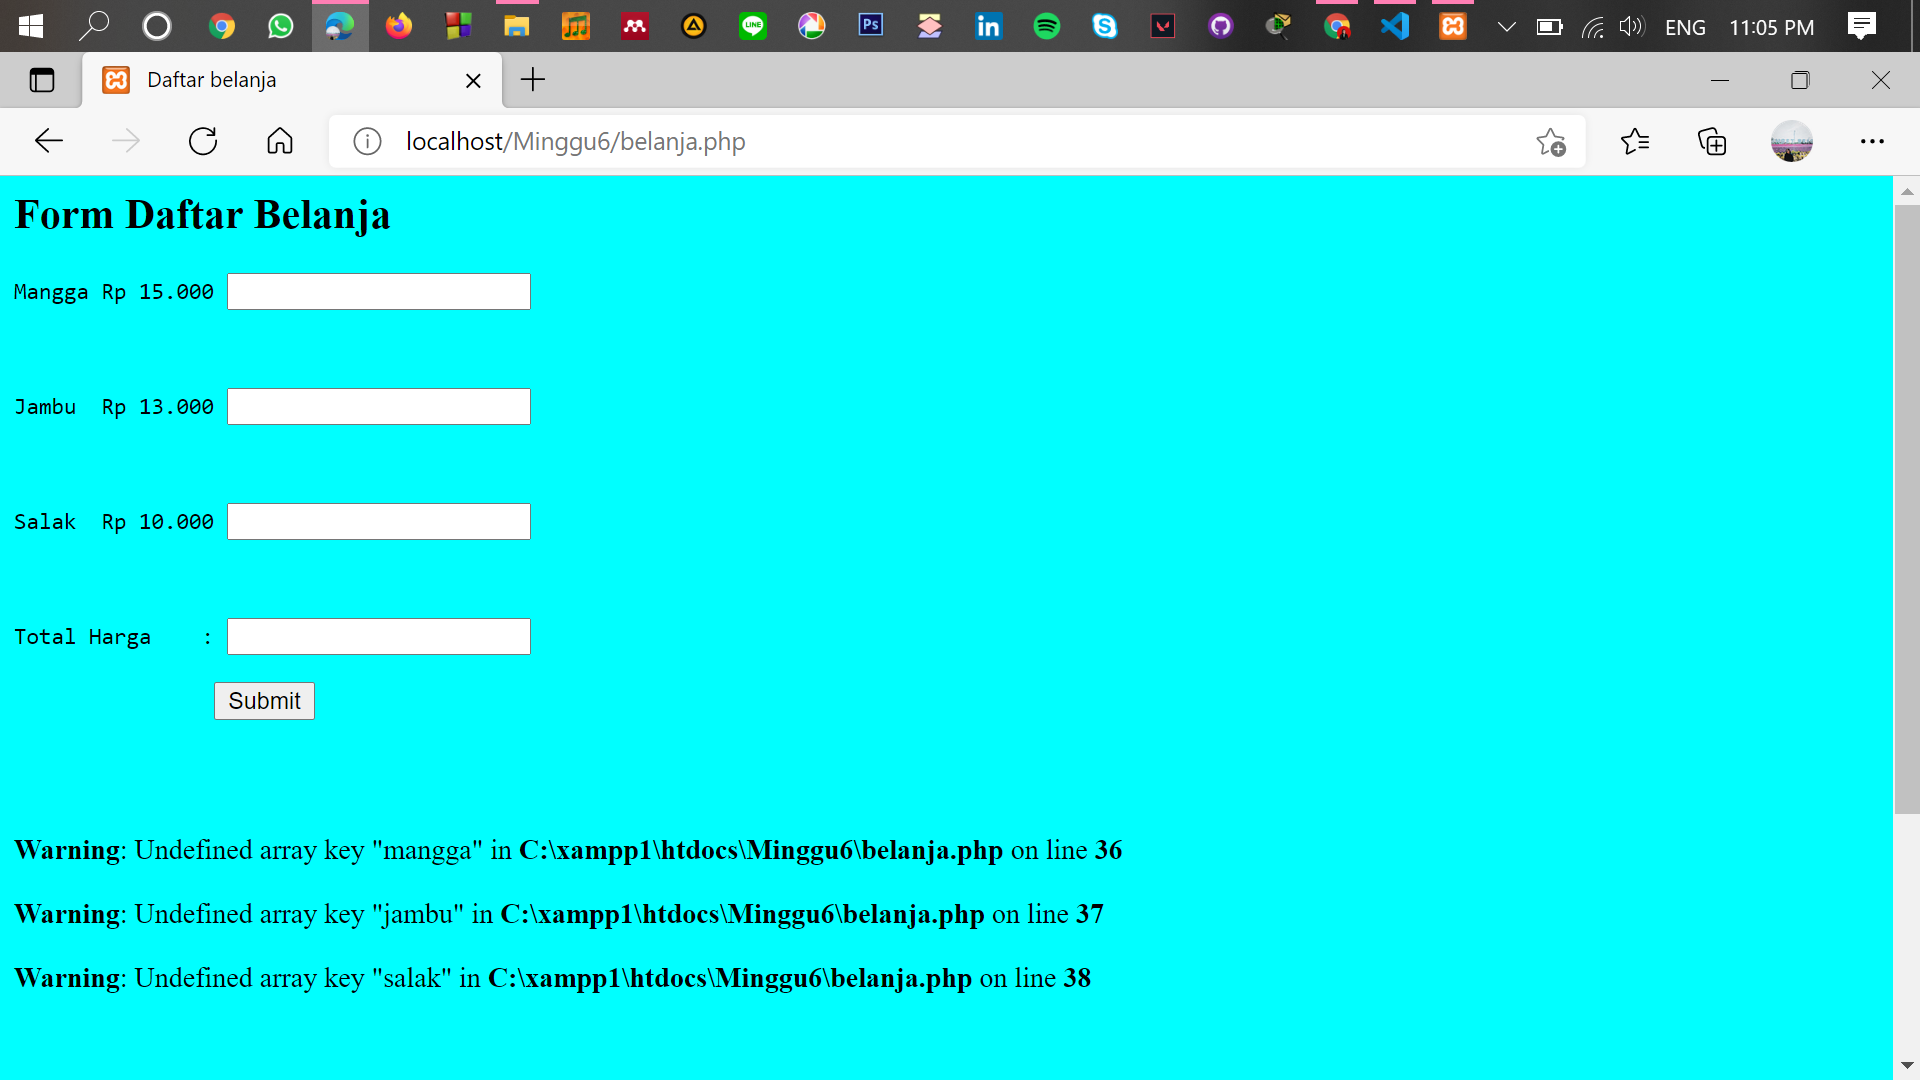 ENG 11:05 PM
Daftar belanja
localhost/Minggu6/belanja.php
Form Daftar Belanja
Mangga Rp 15.000
Jambu  Rp 13.000
Salak  Rp 10.000
Total Harga    :
Submit
Warning: Undefined array key "mangga" in C:\xampp1\htdocs\Minggu6\belanja.php on line 36
Warning: Undefined array key "jambu" in C:\xampp1\htdocs\Minggu6\belanja.php on line 37
Warning: Undefined array key "salak" in C:\xampp1\htdocs\Minggu6\belanja.php on line 38